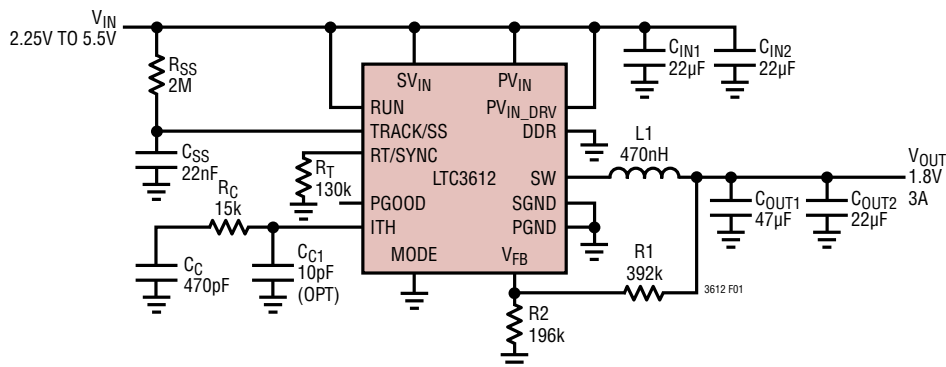 VIN
2.25V TO 5.5V
RSS
2M
CSS
22nF
RC
15k
CC
470pF
CC1
10pF
(OPT)
RT
130k
SVIN
PVIN
RUN
TRACK/SS
RT/SYNC
PGOOD
ITH
MODE
LTC3612
PVIN_DRV
DDR
SW
SGND
PGND
VFB
CIN1
22µF
CIN2
22µF
L1
470nH
VOUT
1.8V
3A
COUT1
47µF
COUT2
22µF
R1
392k
3612 F01
R2
196k